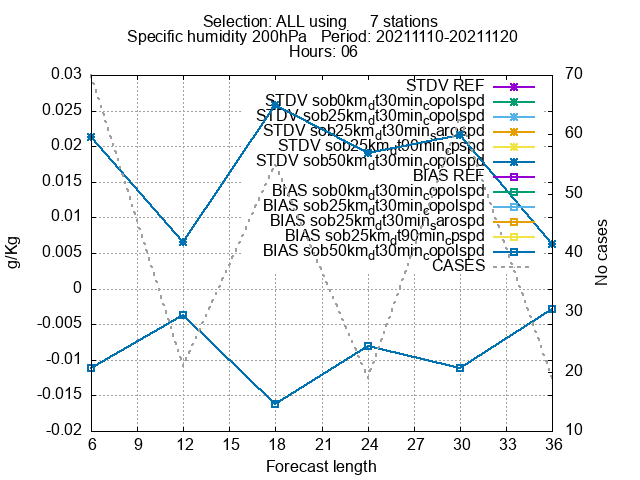 Selection: ALL using 7 stations
Specific humidity 200hPa Period: 20211110-20211120
Hours: 06
0.03
0.025
0.02
0.015
0.01
0.005
0
-0.005
-0.01
-0.015
-0.02
g/Kg
70
60
50
40
30
20
10
No cases
STDV REF
STDV sob0km_dt30min_copolspd
STDV sob25km_dt30min_copolspd
STDV sob25km_dt30min_sarospd
STDV sob25km_dt90min_cpspd
STDV sob50km_dt30min_copolspd
BIAS REF
BIAS sob0km_dt30min_copolspd
BIAS sob25km_dt30min_copolspd
BIAS sob25km_dt30min_sarospd
BIAS sob25km_dt90min_cpspd
BIAS sob50km_dt30min_copolspd
CASES
6 9 12 15 18 21 24 27 30 33 36
Forecast length